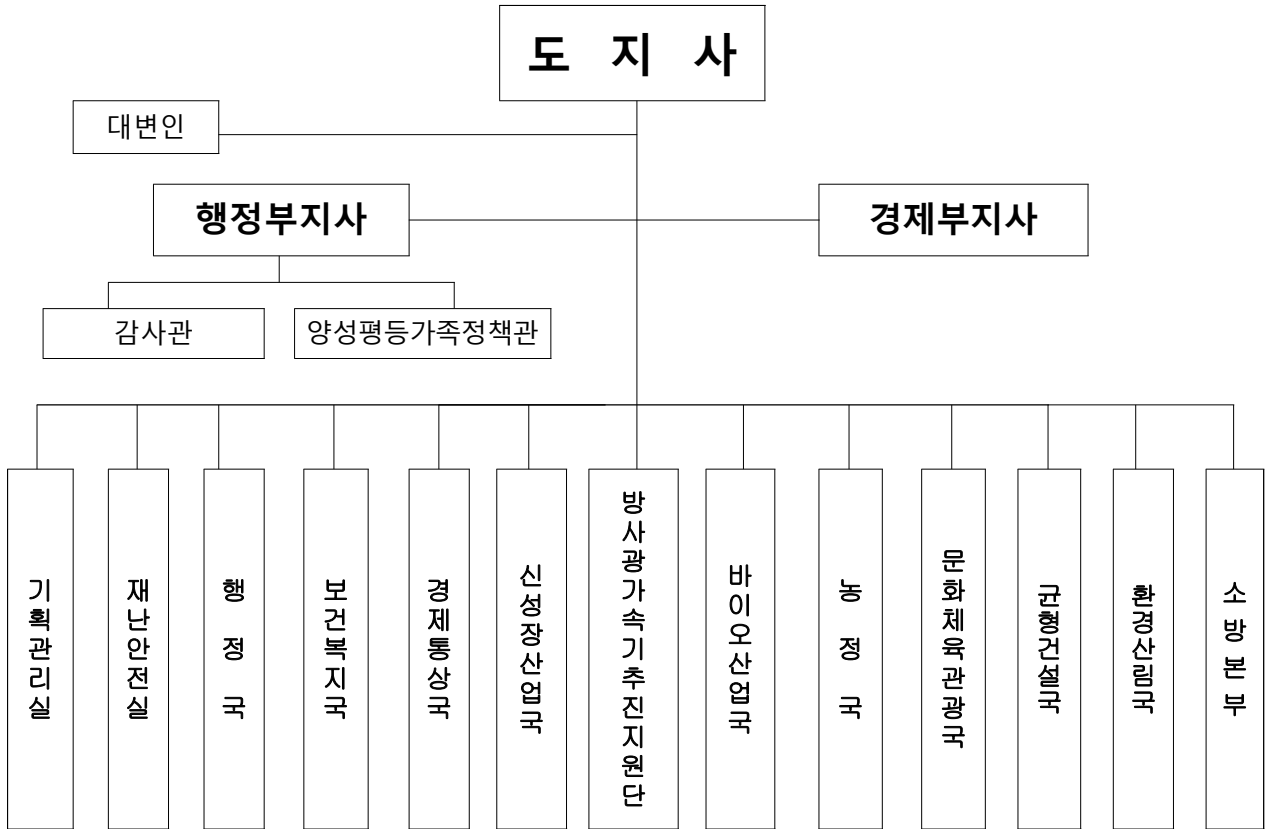 도 지 사
대변인
행정부지사
경제부지사
감사관
양성평등가족정책관
기획관리실
재난안전실
행정국
보건복지국
경제통상국
신성장산업국
방사광가속기추진지원단
바이오산업국
농정국
문화체육관광국
균형건설국
환경산림국
소방본부